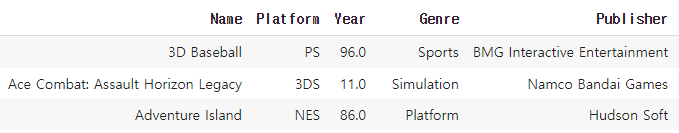 Name Platform Year Genre Publisher
3D Baseball PS 96.0 Sports BMG Interactive Entertainment
Ace Combat: Assault Horizon Legacy 3DS 11.0 Simulation Namco Bandai Games
Adventure Island NES 86.0 Platform Hudson Soft